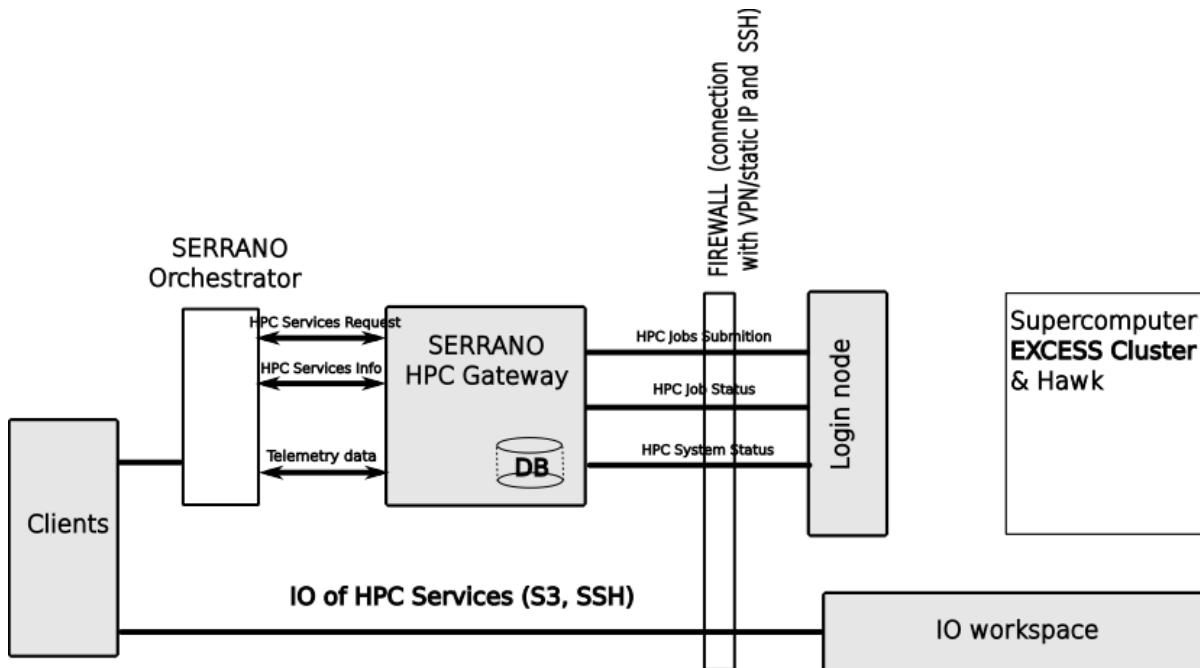 FIREWALL (connection
with VPN/static IP and SSH)
SERRANO
Orchestrator
HPC Services Request
HPC Services Info
Telemetry data
SERRANO
HPC Gateway
DB
HPC Jobs Submition
HPC Job Status
HPC System Status
Login node
Supercomputer
EXCESS Cluster
& Hawk
Clients
IO of HPC Services (S3, SSH)
IO workspace